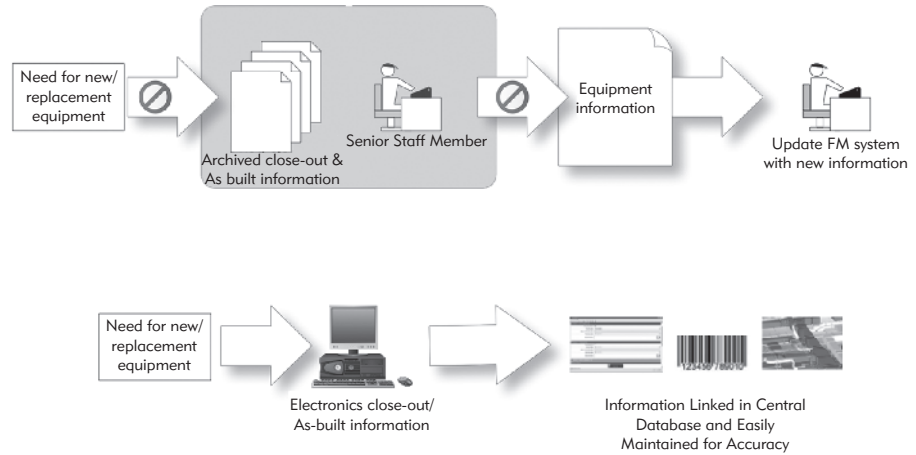 Need for new/
replacement
equipment
Archived close-out &
As built information
Senior Staff Member
Equipment
information
Update FM system
with new information
Need for new/
replacement
equipment
Electronics close-out/
As-built information
123456"789010
Information Linked in Central
Database and Easily
Maintained for Accuracy